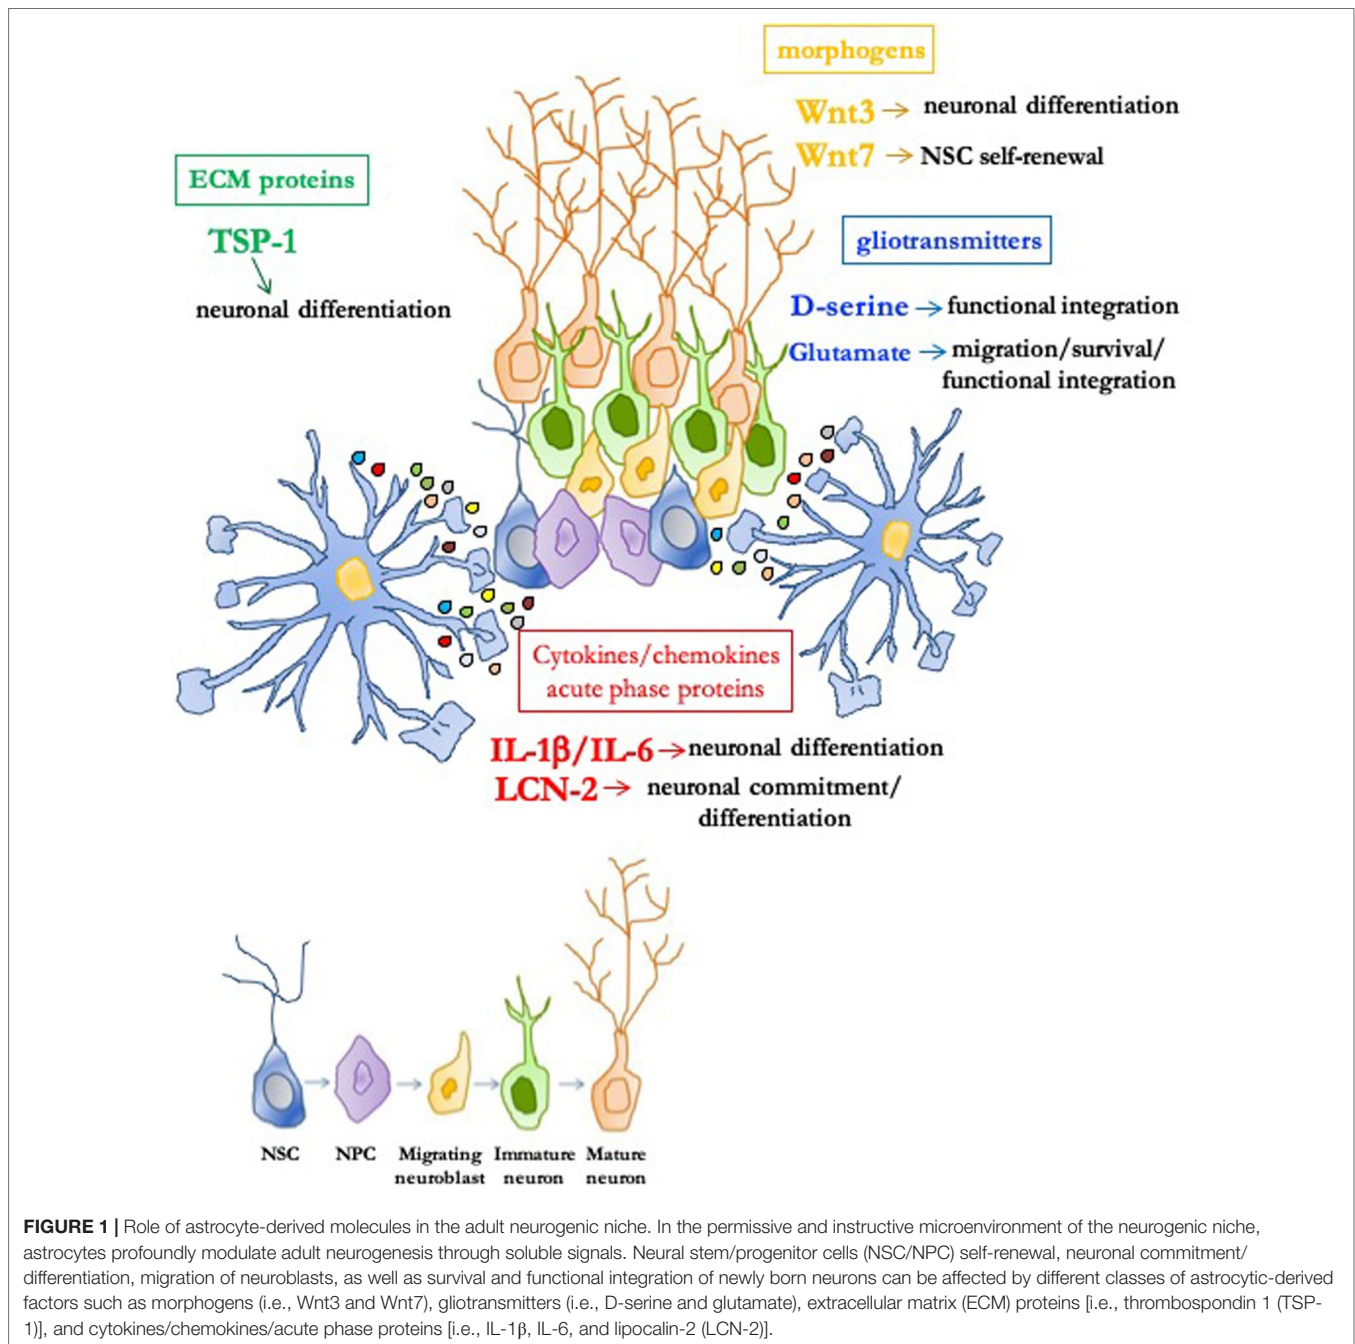 morphogens
Wnt3 → neuronal differentiation
Wnt7 → NSC self-renewal
ECM proteins
TSP-1
neuronal differentiation
gliotransmitters
D-serine → functional integration
Glutamate → migration/survival/
functional integration
Cytokines/chemokines
acute phase proteins
IL-1β/IL-6 → neuronal differentiation
LCN-2 → neuronal commitment/
differentiation
NSC
NPC
Migrating
neuroblast
Immature
neuron
Mature
neuron
FIGURE 1 | Role of astrocyte-derived molecules in the adult neurogenic niche. In the permissive and instructive microenvironment of the neurogenic niche,
astrocytes profoundly modulate adult neurogenesis through soluble signals. Neural stem/progenitor cells (NSC/NPC) self-renewal, neuronal commitment/
differentiation, migration of neuroblasts, as well as survival and functional integration of newly born neurons can be affected by different classes of astrocytic-derived
factors such as morphogens (i.e., Wnt3 and Wnt7), gliotransmitters (i.e., D-serine and glutamate), extracellular matrix (ECM) proteins [i.e., thrombospondin 1 (TSP-
1)], and cytokines/chemokines/acute phase proteins [i.e., IL-1β, IL-6, and lipocalin-2 (LCN-2)].